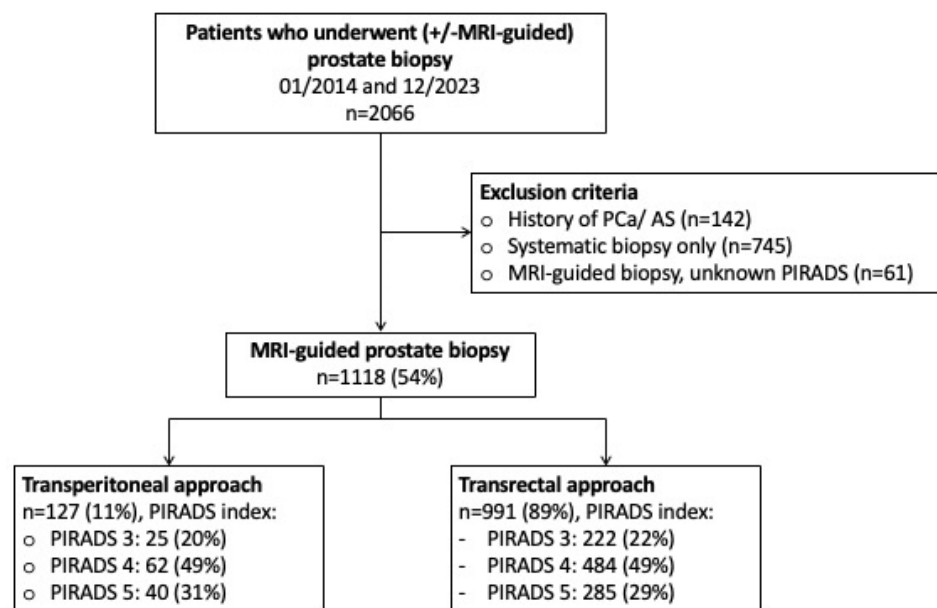 Patients who underwent (+/-MRI-guided)
prostate biopsy
01/2014 and 12/2023
n=2066
Exclusion criteria
o History of PCa/ AS (n=142)
o Systematic biopsy only (n=745)
o MRI-guided biopsy, unknown PIRADS (n=61)
MRI-guided prostate biopsy
n=1118 (54%)
Transperitoneal approach
n=127 (11%), PIRADS index:
o PIRADS 3: 25 (20%)
o PIRADS 4: 62 (49%)
o PIRADS 5: 40 (31%)
Transrectal approach
n=991 (89%), PIRADS index:
- PIRADS 3: 222 (22%)
- PIRADS 4: 484 (49%)
- PIRADS 5: 285 (29%)